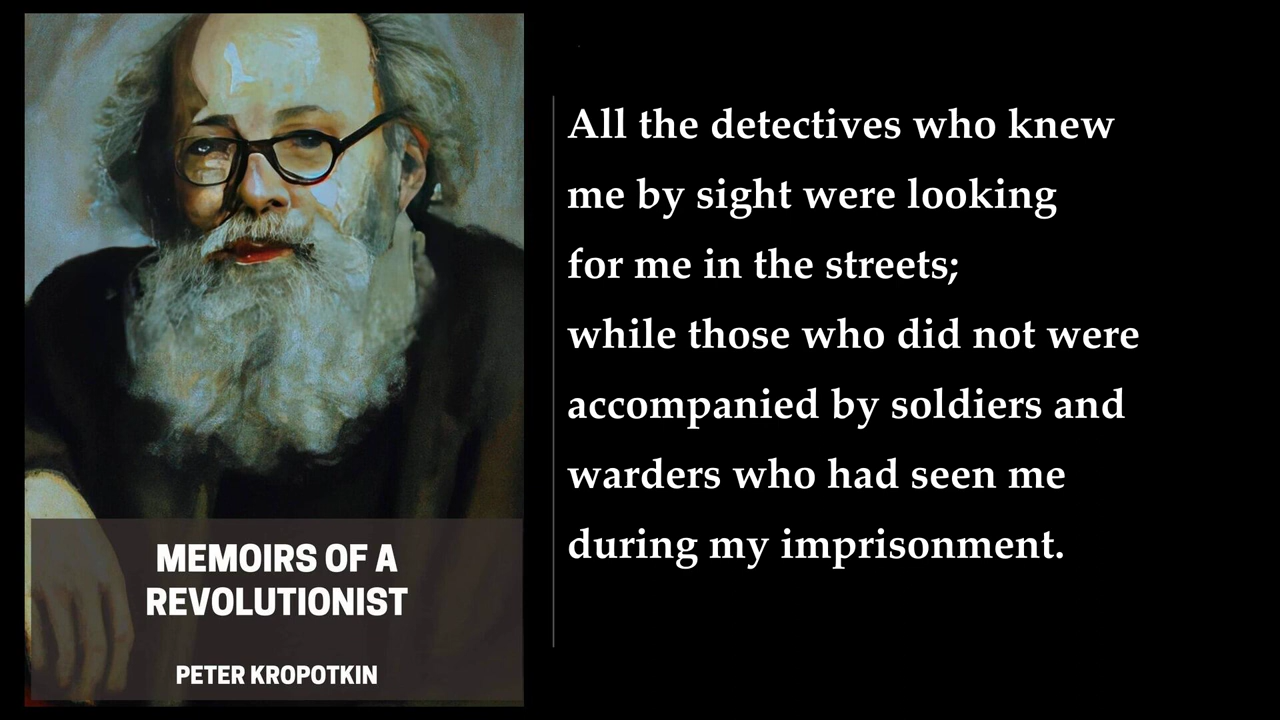 MEMOIRS OF A
REVOLUTIONIST
PETER KROPOTKIN
All the detectives who knew
me by sight were looking
for me in the streets;
while those who did not were
accompanied by soldiers and
warders who had seen me
during my imprisonment.